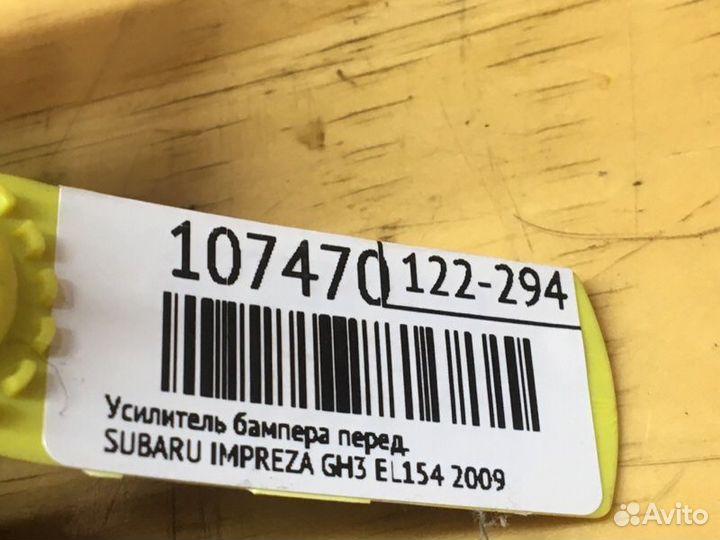 107470
122-294
Усилитель бампера перед.
SUBARU IMPREZA GH3 EL154 2009
Avito